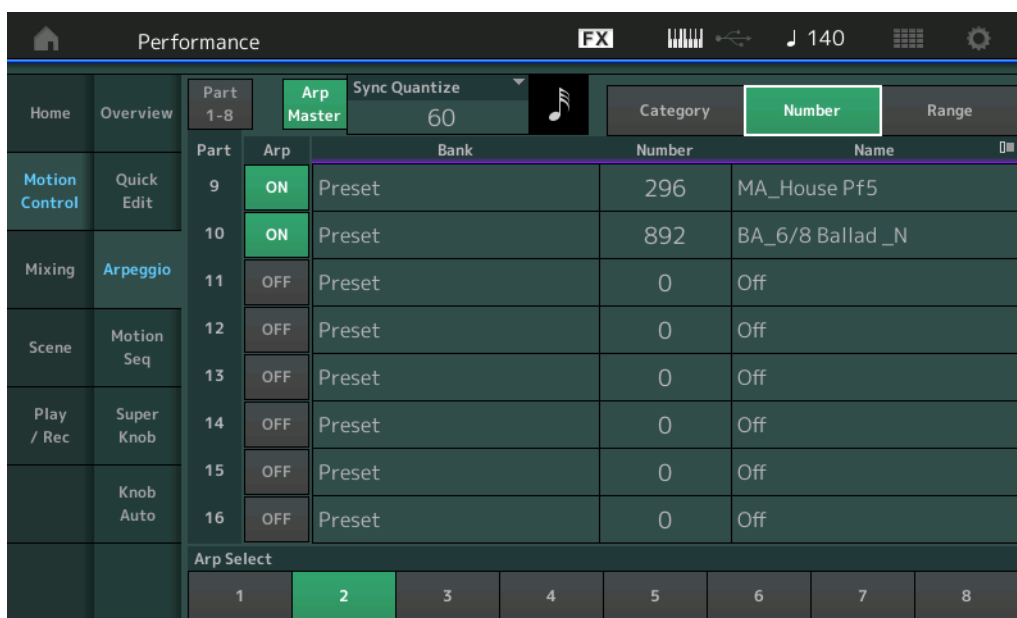 Performance
FX
140
Home
Overview
Part
1-8
Arp
Master
Sync Quantize
60
Category
Number
Range
Part
Arp
Bank
Number
Name
Motion
Control
Quick
Edit
9
ON
Preset
296
MA_House Pf5
10
ON
Preset
892
BA_6/8 Ballad _N
Mixing
Arpeggio
11
OFF
Preset
0
Off
Scene
Motion
Seq
12
OFF
Preset
0
Off
13
OFF
Preset
0
Off
Play
/ Rec
Super
Knob
14
OFF
Preset
0
Off
Knob
Auto
15
OFF
Preset
0
Off
16
OFF
Preset
0
Off
Arp Select
1
2
3
4
5
6
7
8